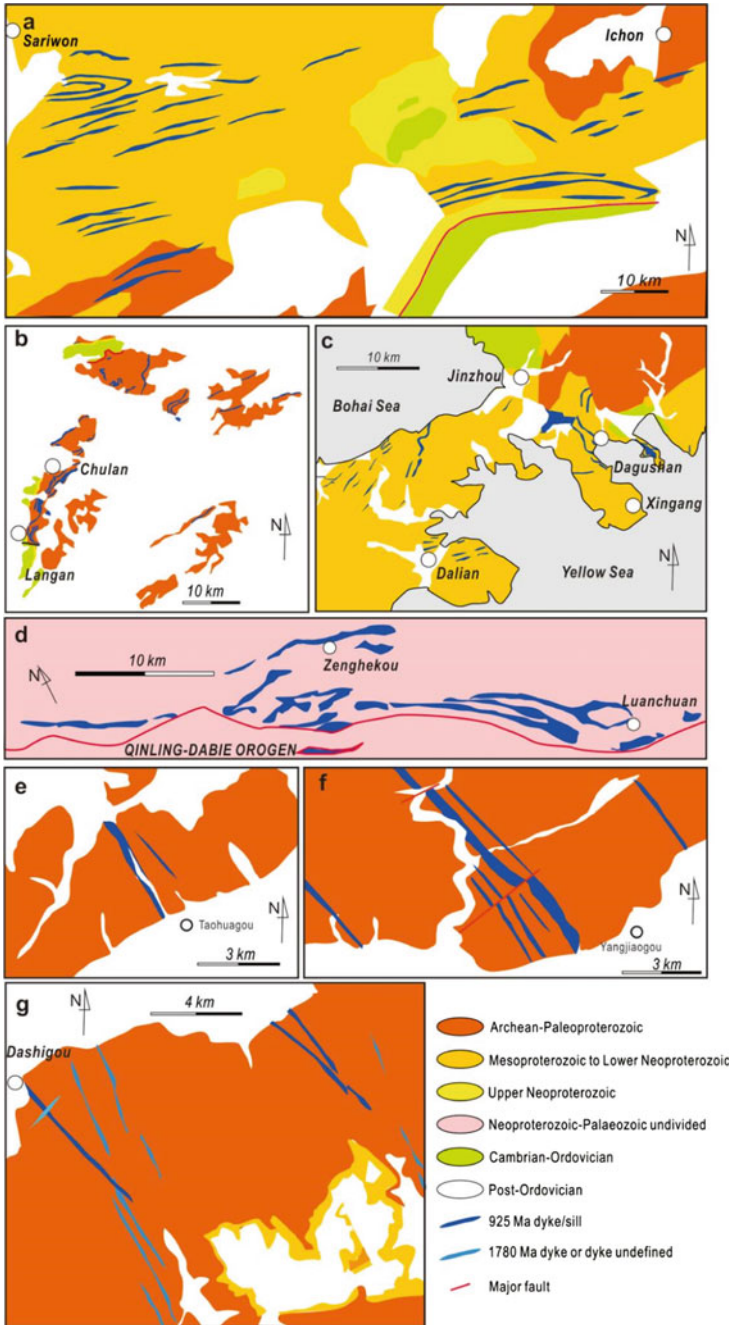 a
Sariwon
Ichon
N
10 km
b
Chulan
Langan
N
10 km
c
10 km
Jinzhou
Bohai Sea
Dagushan
Xingang
N
Dalian
Yellow Sea
d
10 km
Zenghekou
N
Luanchuan
QINLING-DABIE OROGEN
e
N
Taohuagou
3 km
f
N
Yangjiaogou
3 km
g
N
4 km
Dashigou
Archean-Paleoproterozoic
Mesoproterozoic to Lower Neoproterozoic
Upper Neoproterozoic
Neoproterozoic-Palaeozoic undivided
Cambrian-Ordovician
Post-Ordovician
925 Ma dyke/sill
1780 Ma dyke or dyke undefined
Major fault